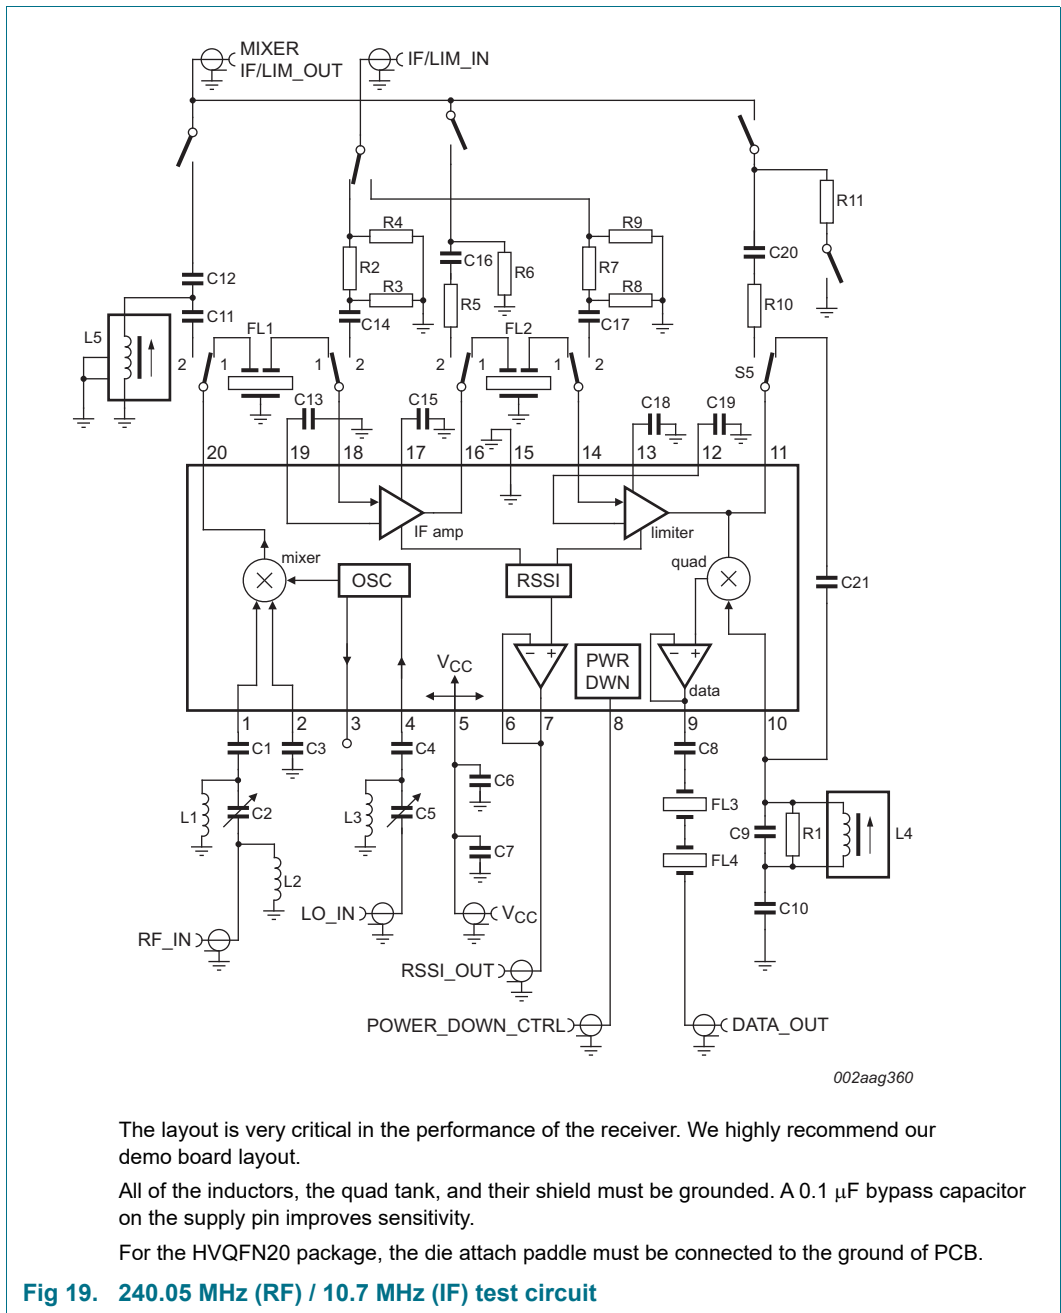 MIXER
IF/LIM_OUT
IF/LIM_IN
R11
R4
R9
C20
C16
R2
R6
R7
C12
R3
R5
R8
R10
C11
C14
C17
L5
FL1
FL2
2 1 1 2 2 1 1 2
S5
C13
C15
C18
C19
20 19 18 17 16 15 14 13 12 11
IF amp
limiter
mixer
quad
OSC
RSSI
C21
VCC
− +
PWR
DWN
− +
data
1 2 3 4 5 6 7 8 9 10
C1
C3
C4
C8
C6
L1
C2
L3
C5
FL3
C9
R1
L4
C7
FL4
L2
C10
LO_IN
VCC
RF_IN
RSSI_OUT
POWER_DOWN_CTRL
DATA_OUT
002aag360
The layout is very critical in the performance of the receiver. We highly recommend our
demo board layout.
All of the inductors, the quad tank, and their shield must be grounded. A 0.1 μF bypass capacitor
on the supply pin improves sensitivity.
For the HVQFN20 package, the die attach paddle must be connected to the ground of PCB.
Fig 19. 240.05 MHz (RF) / 10.7 MHz (IF) test circuit